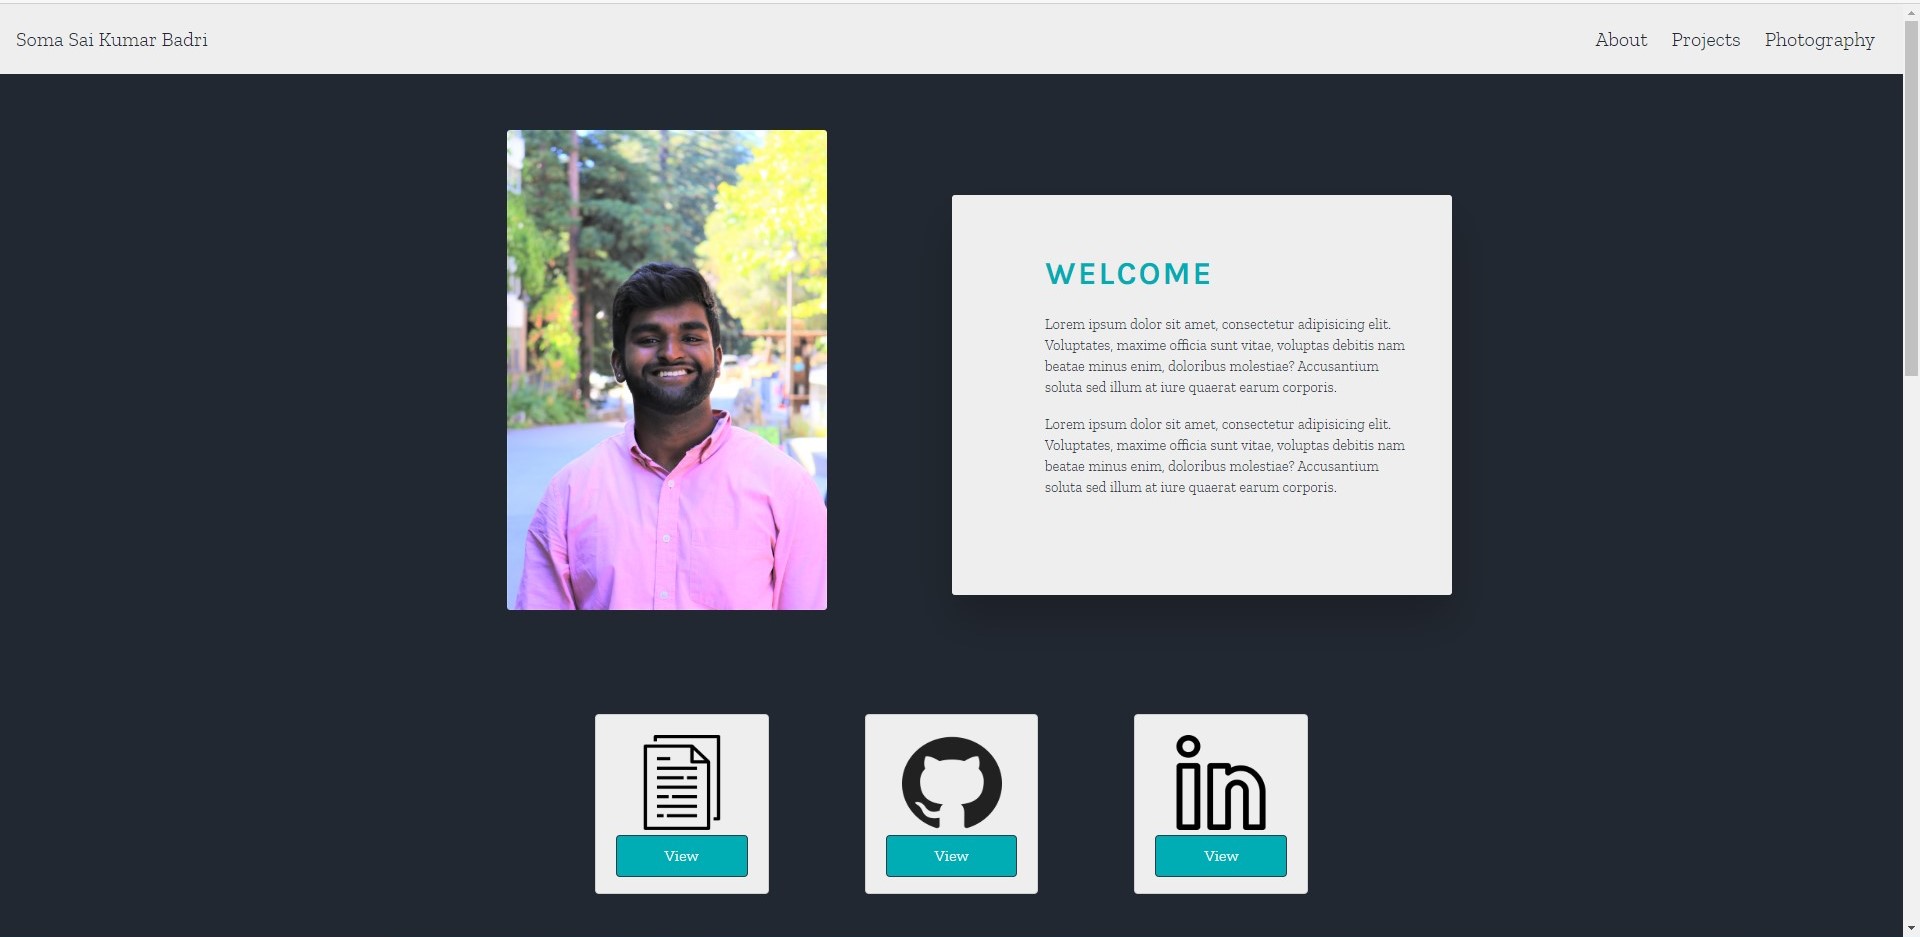 Soma Sai Kumar Badri
About Projects Photography
WELCOME
Lorem ipsum dolor sit amet, consectetur adipisicing elit.
Voluptates, maxime officia sunt vitae, voluptas debitis nam
beatae minus enim, doloribus molestiae? Accusantium
soluta sed illum at iure quaerat earum corporis.
Lorem ipsum dolor sit amet, consectetur adipisicing elit.
Voluptates, maxime officia sunt vitae, voluptas debitis nam
beatae minus enim, doloribus molestiae? Accusantium
soluta sed illum at iure quaerat earum corporis.
in
View
View
View